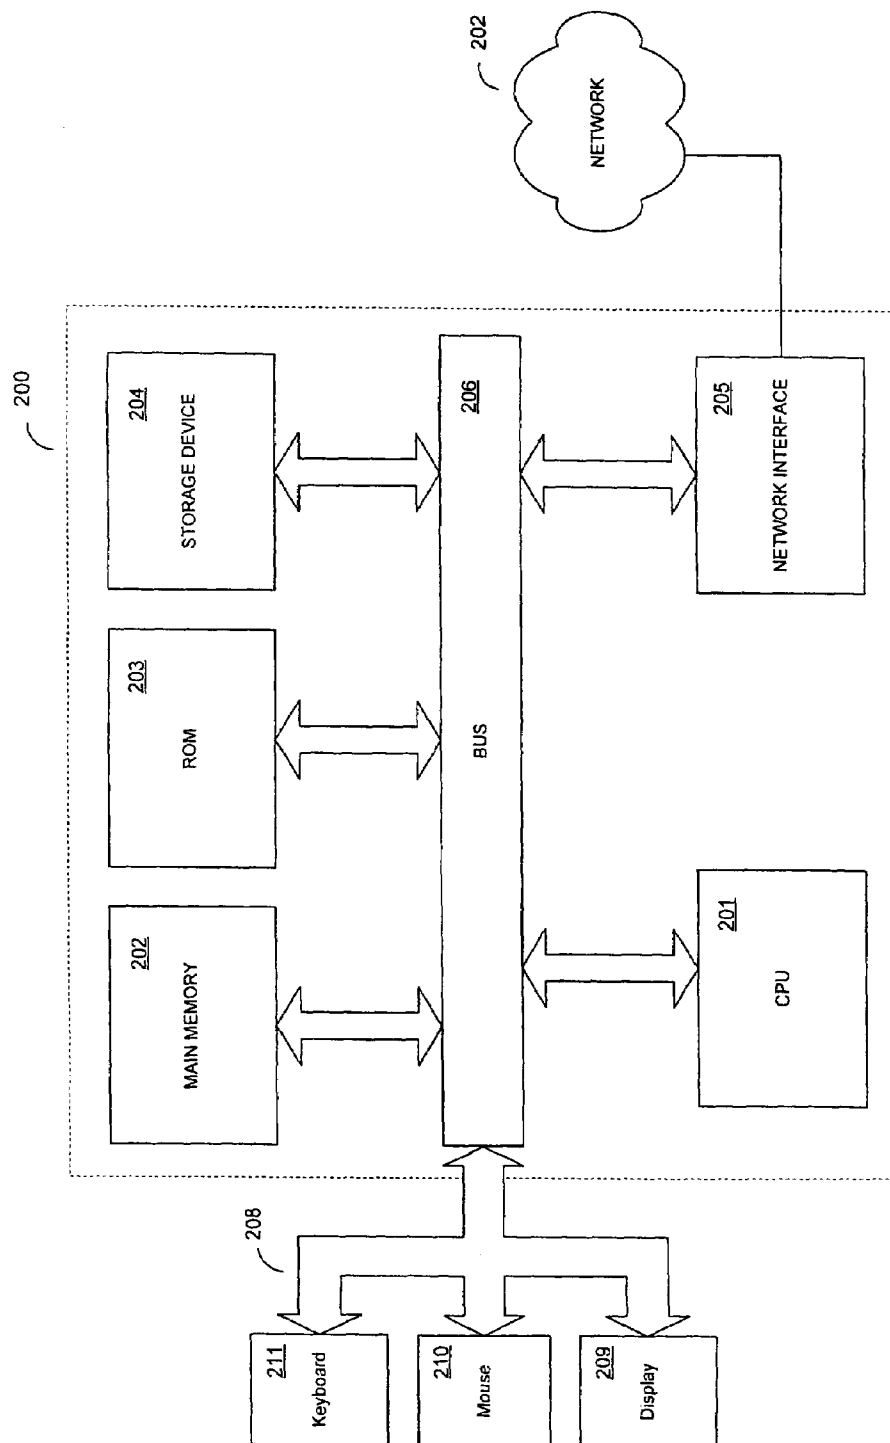 200
202
MAIN MEMORY
203
ROM
204
STORAGE DEVICE
208
211
Keyboard
210
Mouse
209
Display
BUS
206
202
NETWORK
201
CPU
205
NETWORK INTERFACE